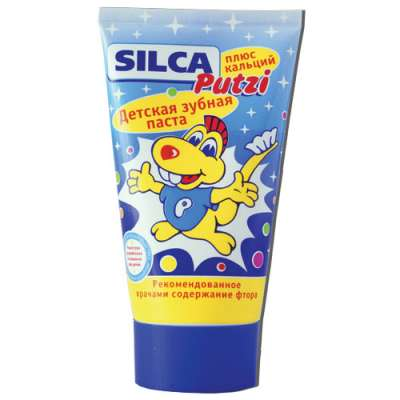 SILCA
Putzi
плюс
кальций
Детская зубная
паста
P
Рекомендованное
врачами содержание фтора